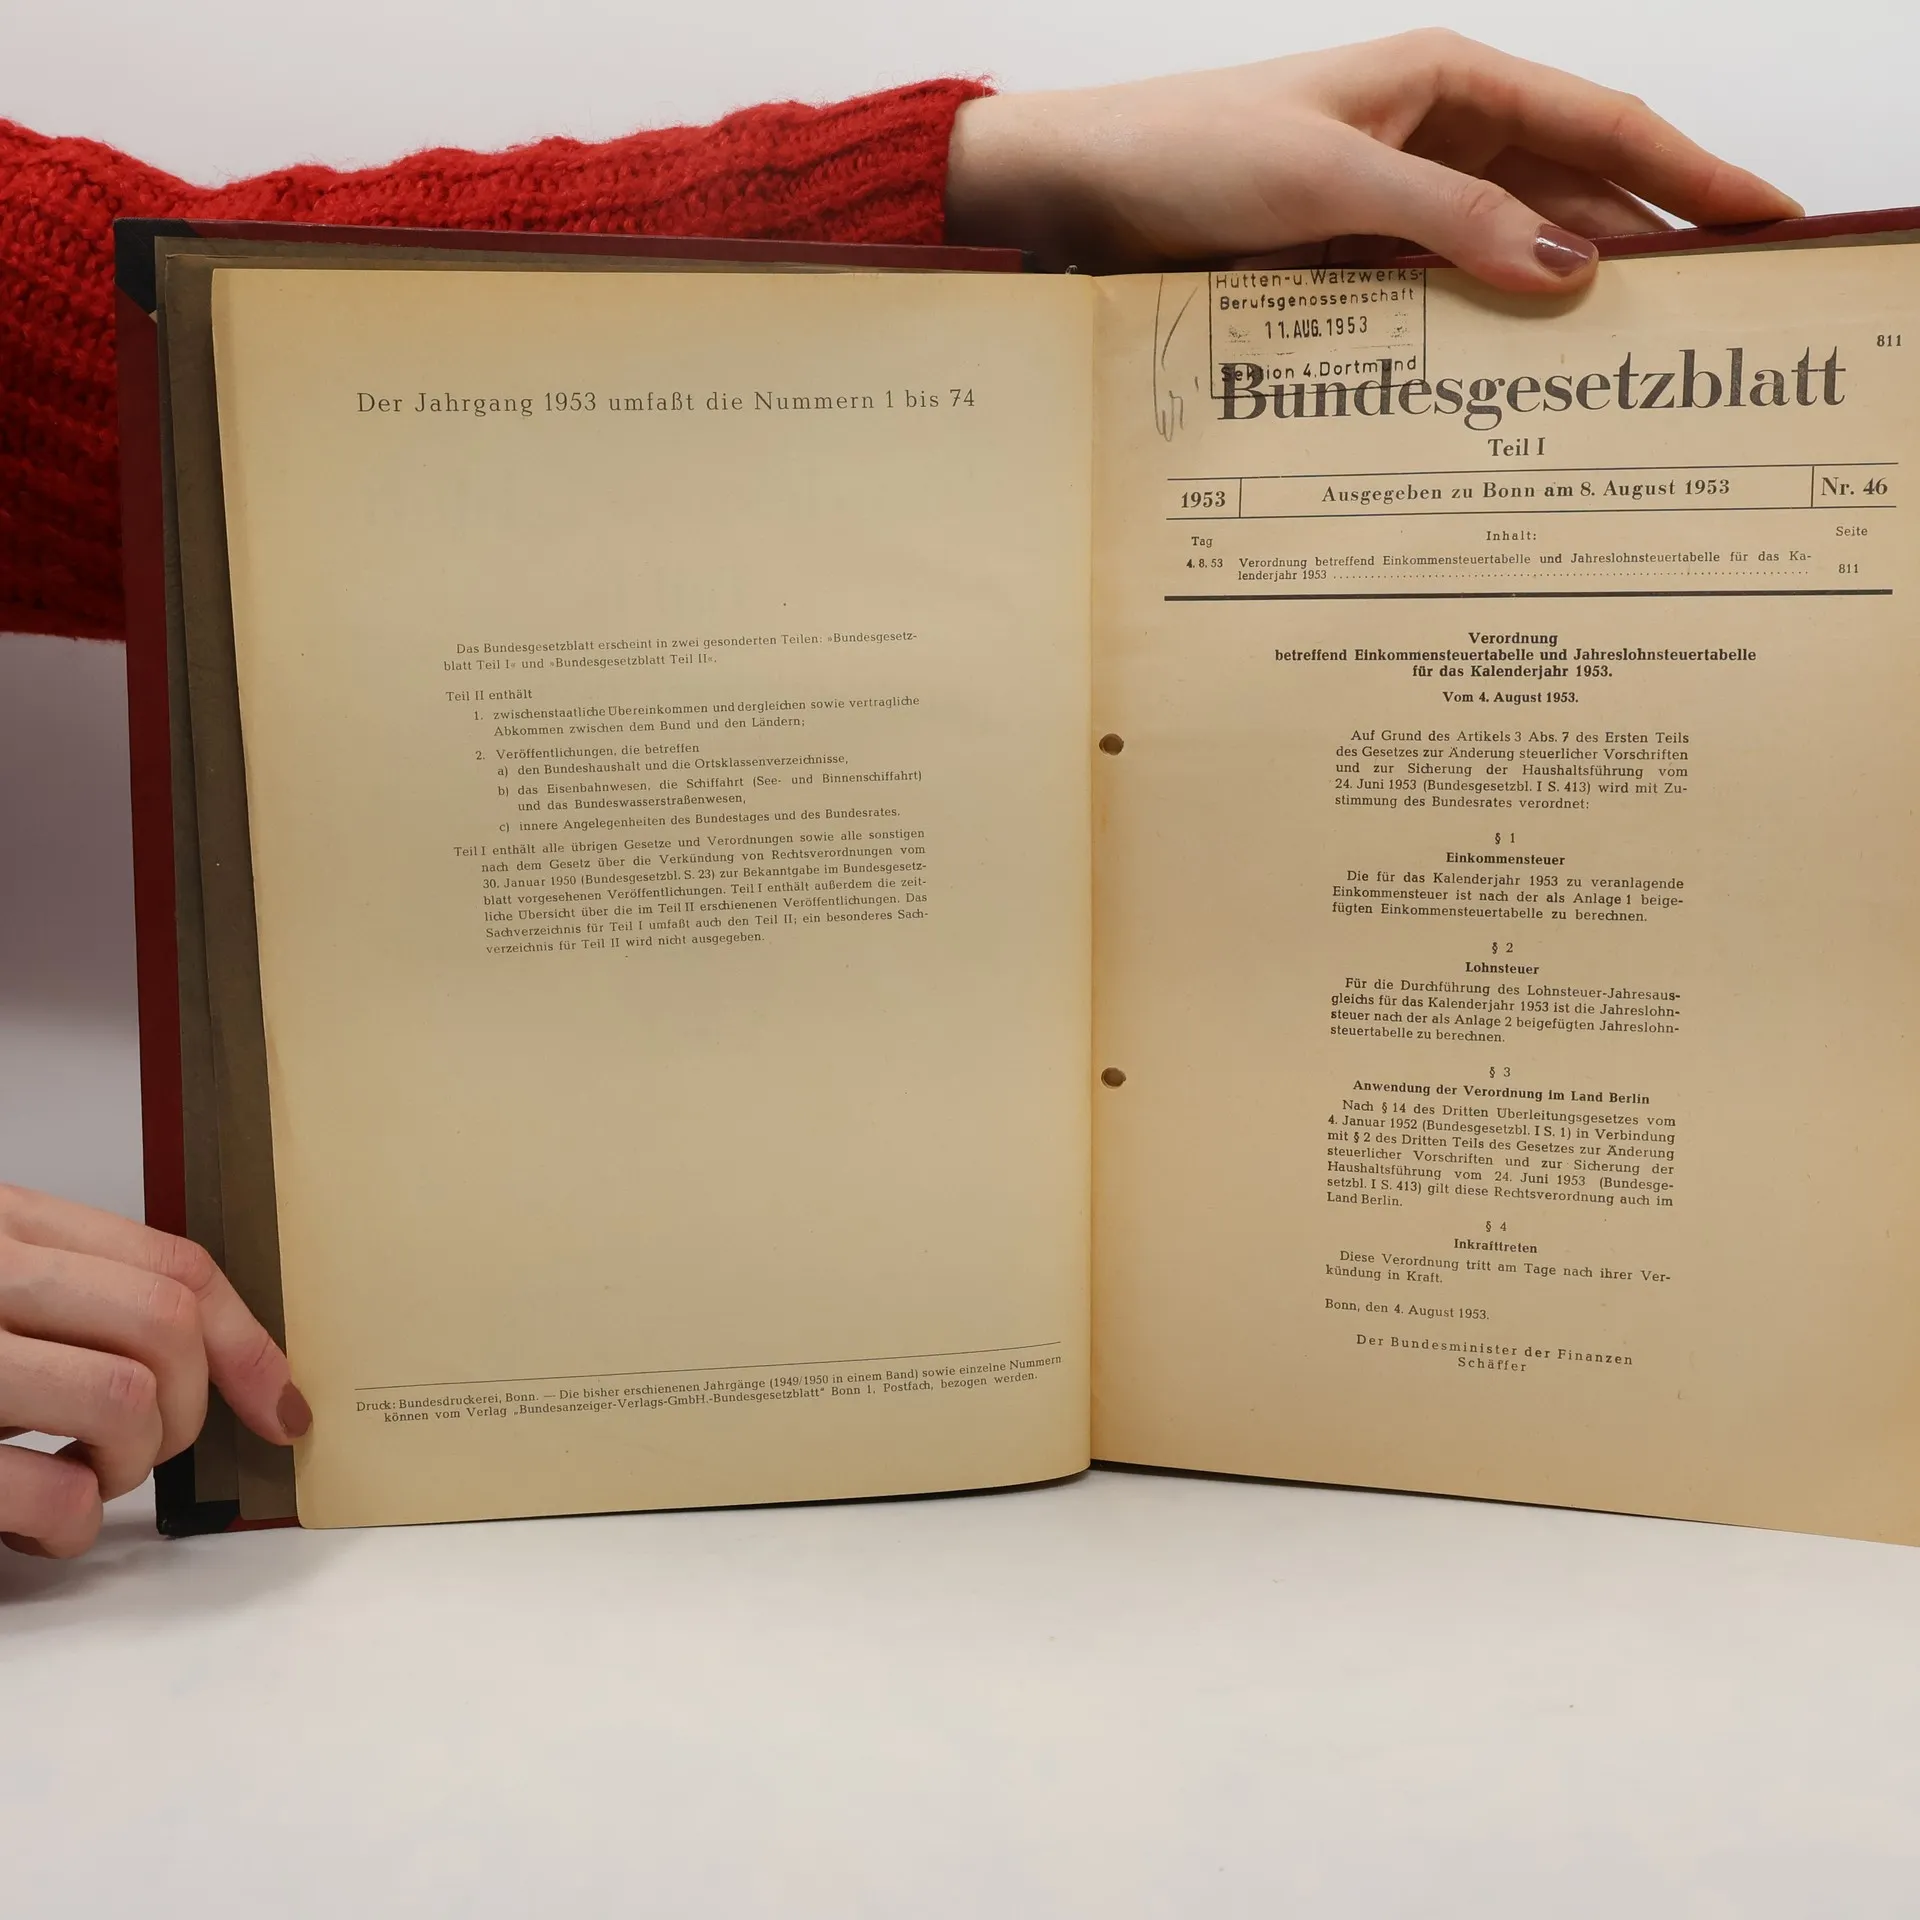 Der Jahrgang 1953 umfaßt die Nummern 1 bis 74
Das Bundesgesetzblatt erscheint in zwei gesonderten Teilen: »Bundesgesetz-
blatt Teil I« und »Bundesgesetzblatt Teil II«.
Teil II enthält
1. zwischenstaatliche Übereinkommen und dergleichen sowie vertragliche
Abkommen zwischen dem Bund und den Ländern;
2. Veröffentlichungen, die betreffen
a) den Bundeshaushalt und die Ortsklassenverzeichnisse,
b) das Eisenbahnwesen, die Schiffahrt (See- und Binnenschiffahrt)
und das Bundeswasserstraßenwesen,
c) innere Angelegenheiten des Bundestages und des Bundesrates.
Teil I enthält alle übrigen Gesetze und Verordnungen sowie alle sonstigen
nach dem Gesetz über die Verkündung von Rechtsverordnungen vom
30. Januar 1950 (Bundesgesetzbl. S. 23) zur Bekanntgabe im Bundesgesetz-
blatt vorgesehenen Veröffentlichungen. Teil I enthält außerdem die zeit-
liche Übersicht über die im Teil II erschienenen Veröffentlichungen. Das
Sachverzeichnis für Teil I umfaßt auch den Teil II; ein besonderes Sach-
verzeichnis für Teil II wird nicht ausgegeben.
Druck: Bundesdruckerei, Bonn. — Die bisher erschienenen Jahrgänge (1949/1950 in einem Band) sowie einzelne Nummern
können vom Verlag „Bundesanzeiger-Verlags-GmbH.-Bundesgesetzblatt" Bonn 1, Postfach, bezogen werden.
Hütten-u. Walzwerks-
Berufsgenossenschaft
11. AUG. 1953
Sektion 4. Dortmund
811
Bundesgesetzblatt
Teil I
1953 Ausgegeben zu Bonn am 8. August 1953 Nr. 46
Tag Inhalt: Seite
4. 8. 53 Verordnung betreffend Einkommensteuertabelle und Jahreslohnsteuertabelle für das Ka-
lenderjahr 1953 ........ 811
Verordnung
betreffend Einkommensteuertabelle und Jahreslohnsteuertabelle
für das Kalenderjahr 1953.
Vom 4. August 1953.
Auf Grund des Artikels 3 Abs. 7 des Ersten Teils
des Gesetzes zur Änderung steuerlicher Vorschriften
und zur Sicherung der Haushaltsführung vom
24. Juni 1953 (Bundesgesetzbl. I S. 413) wird mit Zu-
stimmung des Bundesrates verordnet:
§ 1
Einkommensteuer
Die für das Kalenderjahr 1953 zu veranlagende
Einkommensteuer ist nach der als Anlage 1 beige-
fügten Einkommensteuertabelle zu berechnen.
§ 2
Lohnsteuer
Für die Durchführung des Lohnsteuer-Jahresaus-
gleichs für das Kalenderjahr 1953 ist die Jahreslohn-
steuer nach der als Anlage 2 beigefügten Jahreslohn-
steuertabelle zu berechnen.
§ 3
Anwendung der Verordnung im Land Berlin
Nach § 14 des Dritten Überleitungsgesetzes vom
4. Januar 1952 (Bundesgesetzbl. I S. 1) in Verbindung
mit § 2 des Dritten Teils des Gesetzes zur Änderung
steuerlicher Vorschriften und zur Sicherung der
Haushaltsführung vom 24. Juni 1953 (Bundesge-
setzbl. I S. 413) gilt diese Rechtsverordnung auch im
Land Berlin.
§ 4
Inkrafttreten
Diese Verordnung tritt am Tage nach ihrer Ver-
kündung in Kraft.
Bonn, den 4. August 1953.
Der Bundesminister der Finanzen
Schäffer